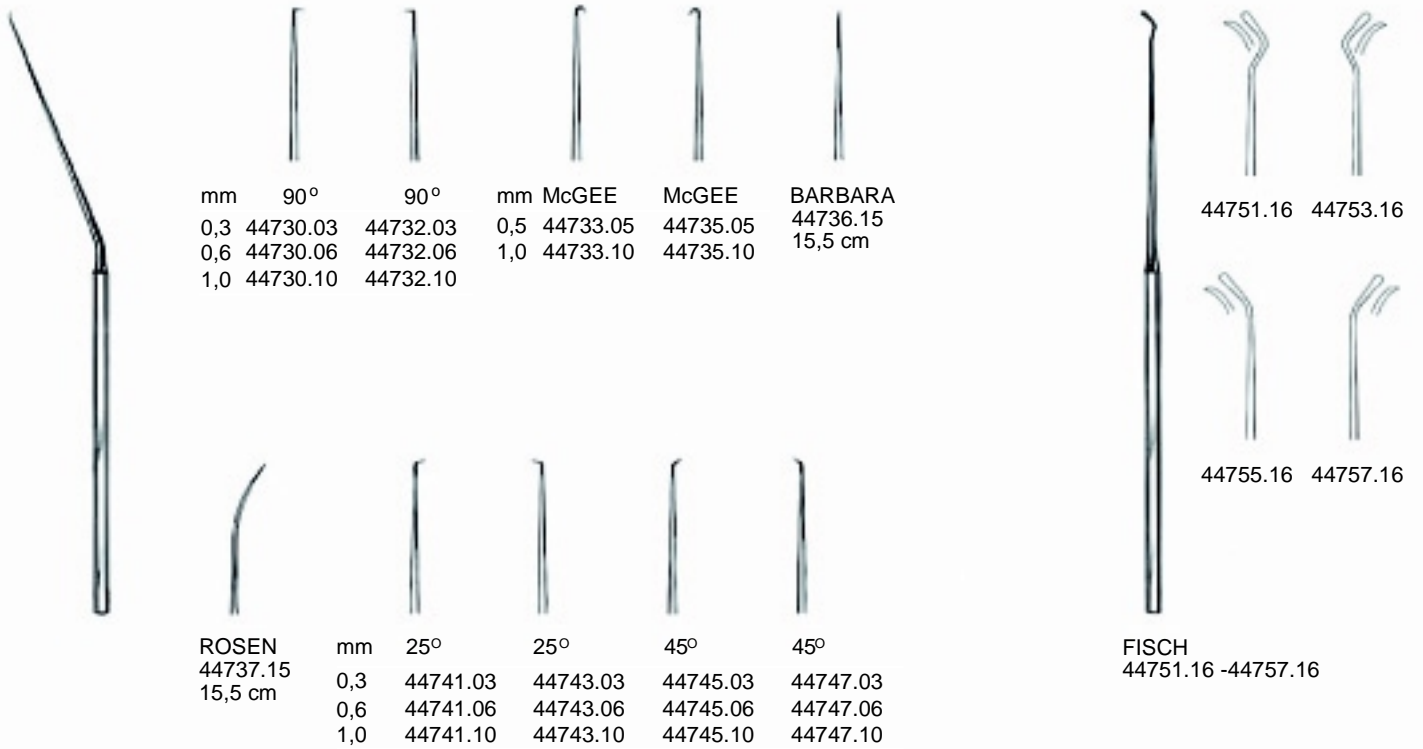 mm 90° 90° mm McGEE McGEE BARBARA
0,3 44730.03 44732.03 0,5 44733.05 44735.05 44736.15
0,6 44730.06 44732.06 1,0 44733.10 44735.10 15,5 cm
1,0 44730.10 44732.10
44751.16 44753.16
44755.16 44757.16
ROSEN
44737.15
15,5 cm
mm 25° 25° 45° 45°
0,3 44741.03 44743.03 44745.03 44747.03
0,6 44741.06 44743.06 44745.06 44747.06
1,0 44741.10 44743.10 44745.10 44747.10
FISCH
44751.16 -44757.16